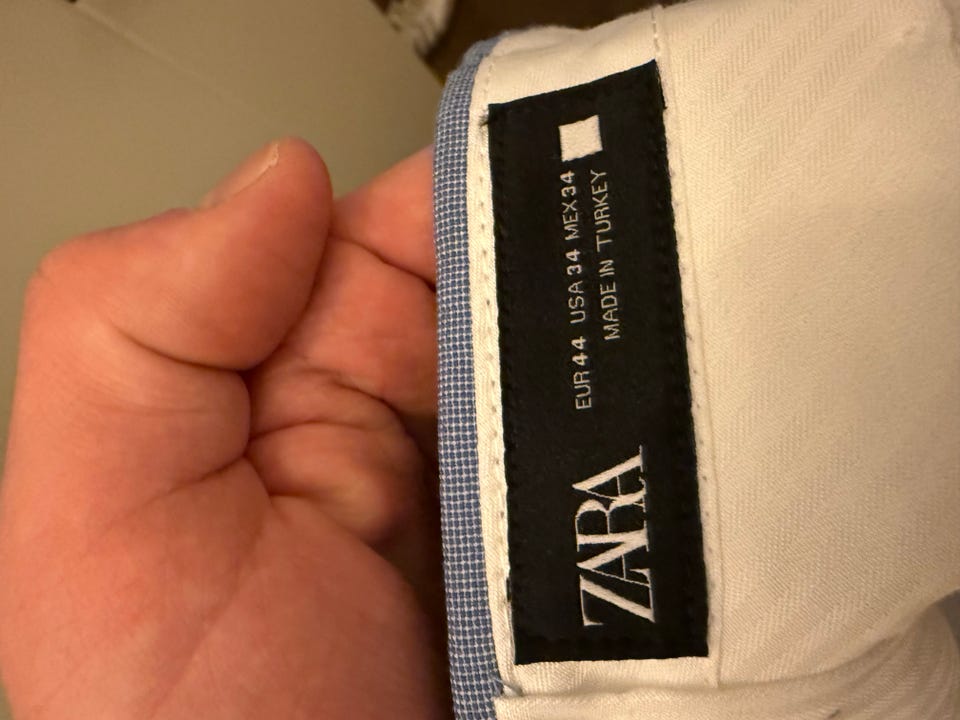 ZARA
EUR 44 USA 34 MEX 34
MADE IN TURKEY